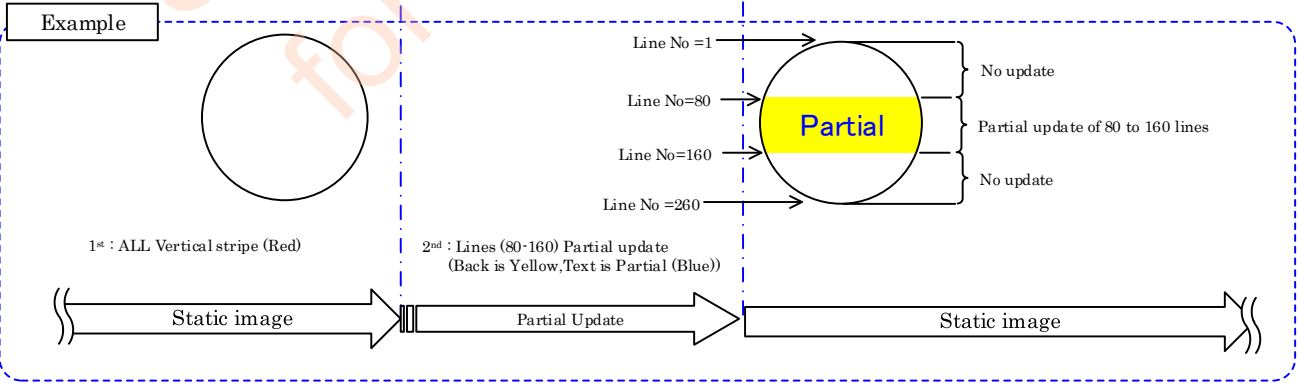 Example
Line No =1
No update
Line No=80
Partial
Partial update of 80 to 160 lines
Line No=160
No update
Line No =260
1st : ALL Vertical stripe (Red)
2nd : Lines (80-160) Partial update
(Back is Yellow,Text is Partial (Blue))
Static image
Partial Update
Static image
for